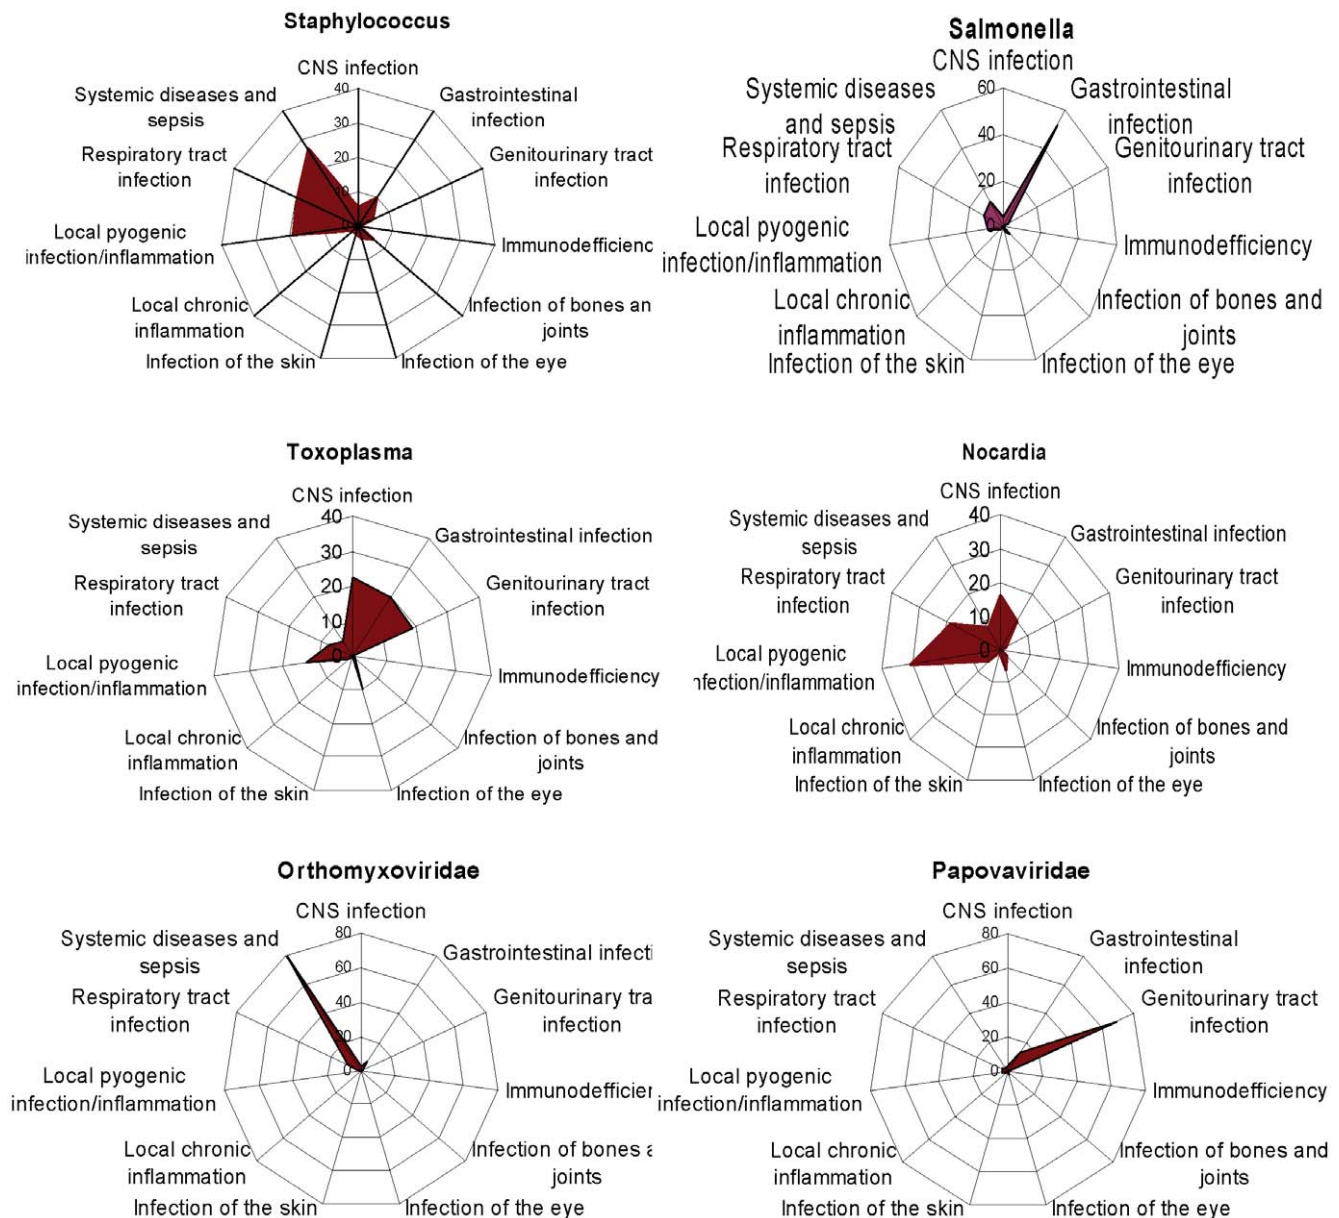 Staphylococcus
CNS infection
Gastrointestinal
infection
Genitourinary tract
infection
Immunodefficienc
Infection of bones an
joints
Infection of the eye
Infection of the skin
Local chronic
inflammation
Local pyogenic
infection/inflammation
Respiratory tract
infection
Systemic diseases and
sepsis
40
30
20
10
0
Salmonella
CNS infection
Gastrointestinal
infection
Genitourinary tract
infection
Immunodefficiency
Infection of bones and
joints
Infection of the eye
Infection of the skin
Local chronic
inflammation
Local pyogenic
infection/inflammation
Respiratory tract
infection
Systemic diseases
and sepsis
60
40
20
0
Toxoplasma
CNS infection
Gastrointestinal infection
Genitourinary tract
infection
Immunodefficiency
Infection of bones and
joints
Infection of the eye
Infection of the skin
Local chronic
inflammation
Local pyogenic
infection/inflammation
Respiratory tract
infection
Systemic diseases and
sepsis
40
30
20
10
0
Nocardia
CNS infection
Gastrointestinal infection
Genitourinary tract
infection
Immunodefficiency
Infection of bones and
joints
Infection of the eye
Infection of the skin
Local chronic
inflammation
Local pyogenic
nfection/inflammation
Respiratory tract
infection
Systemic diseases and
sepsis
40
30
20
10
0
Orthomyxoviridae
CNS infection
Gastrointestinal infecti
Genitourinary tra
infection
Immunodefficier
Infection of bones a
joints
Infection of the eye
Infection of the skin
Local chronic
inflammation
Local pyogenic
infection/inflammation
Respiratory tract
infection
Systemic diseases and
sepsis
80
60
40
20
0
Papovaviridae
CNS infection
Gastrointestinal
infection
Genitourinary tract
infection
Immunodefficiency
Infection of bones and
joints
Infection of the eye
Infection of the skin
Local chronic
inflammation
Local pyogenic
infection/inflammation
Respiratory tract
infection
Systemic diseases and
sepsis
80
60
40
20
0